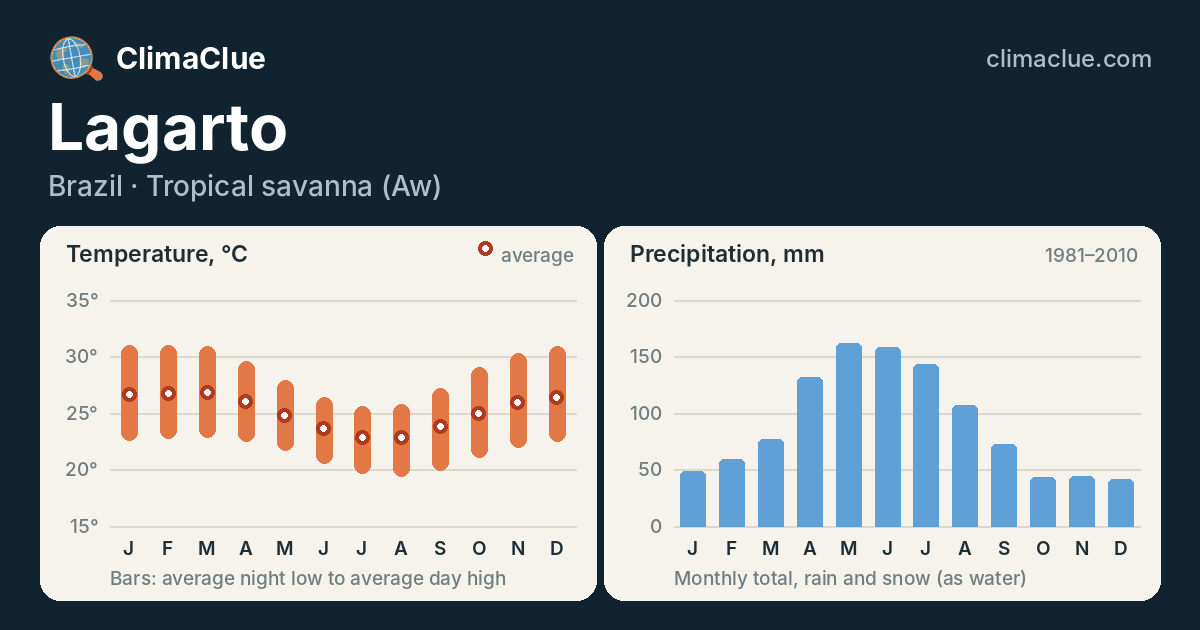 ClimaClue
climaclue.com
Lagarto
Brazil · Tropical savanna (Aw)
Temperature, °C
average
35°
30°
25°
20°
15°
J F M A M J J A S O N D
Bars: average night low to average day high
Precipitation, mm
1981–2010
200
150
100
50
0
J F M A M J J A S O N D
Monthly total, rain and snow (as water)